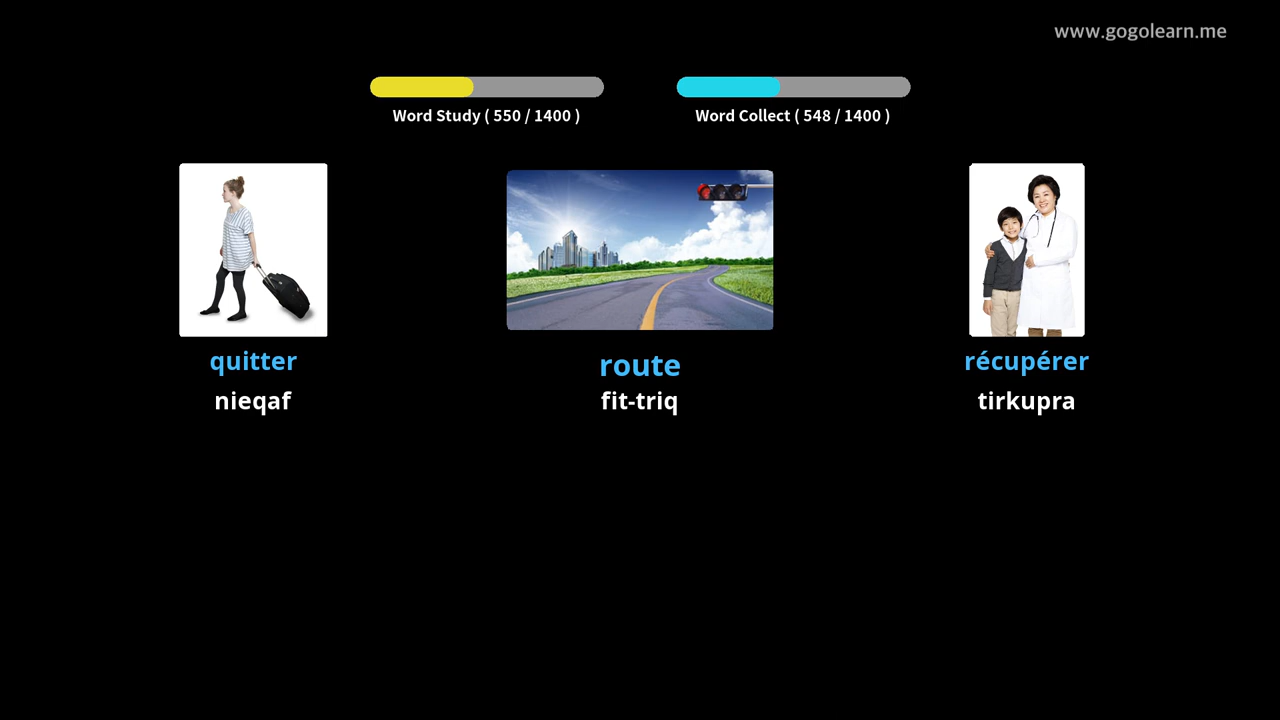 www.gogolearn.me
Word Study ( 550 / 1400 )
Word Collect ( 548 / 1400 )
quitter
nieqaf
route
fit-triq
récupérer
tirkupra